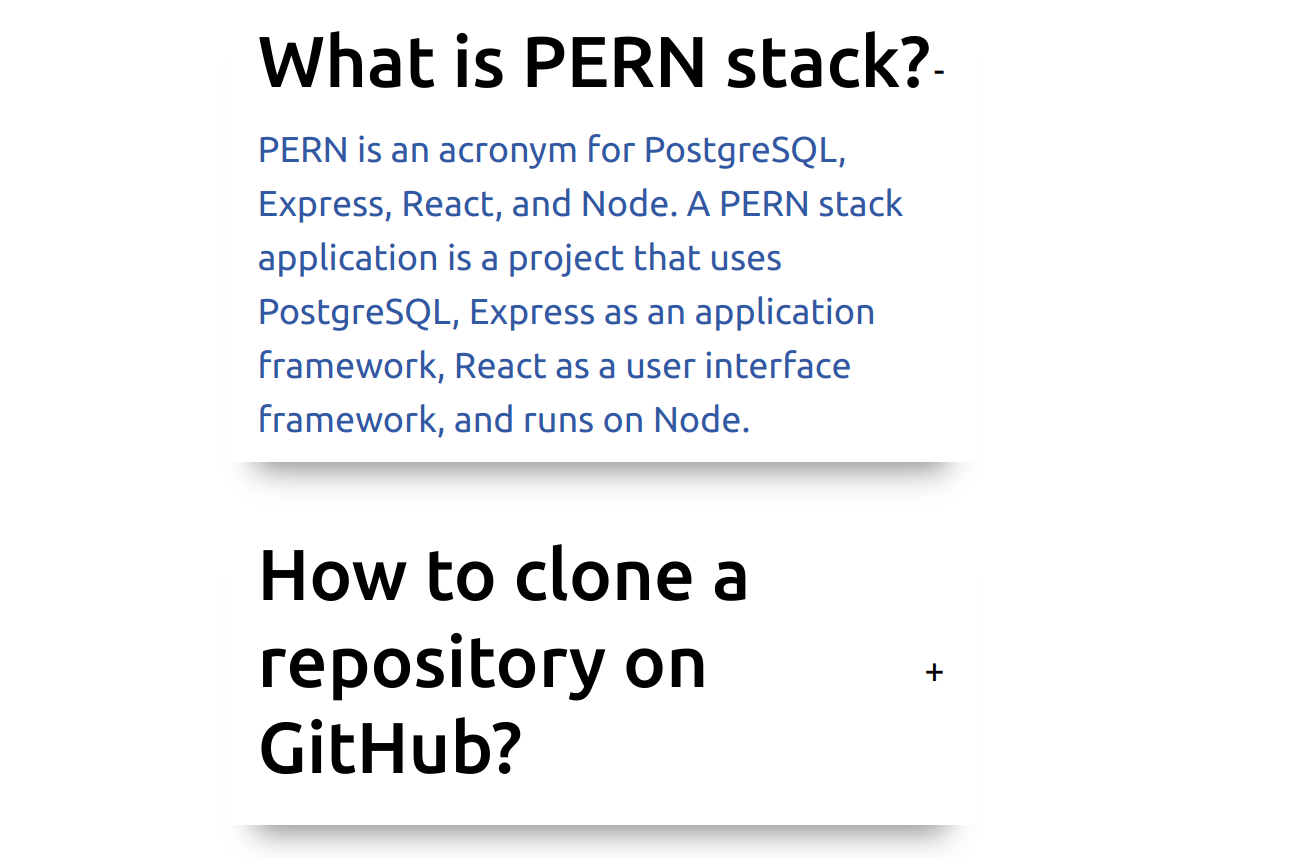 What is PERN stack? -
PERN is an acronym for PostgreSQL,
Express, React, and Node. A PERN stack
application is a project that uses
PostgreSQL, Express as an application
framework, React as a user interface
framework, and runs on Node.
How to clone a
repository on
GitHub?
+